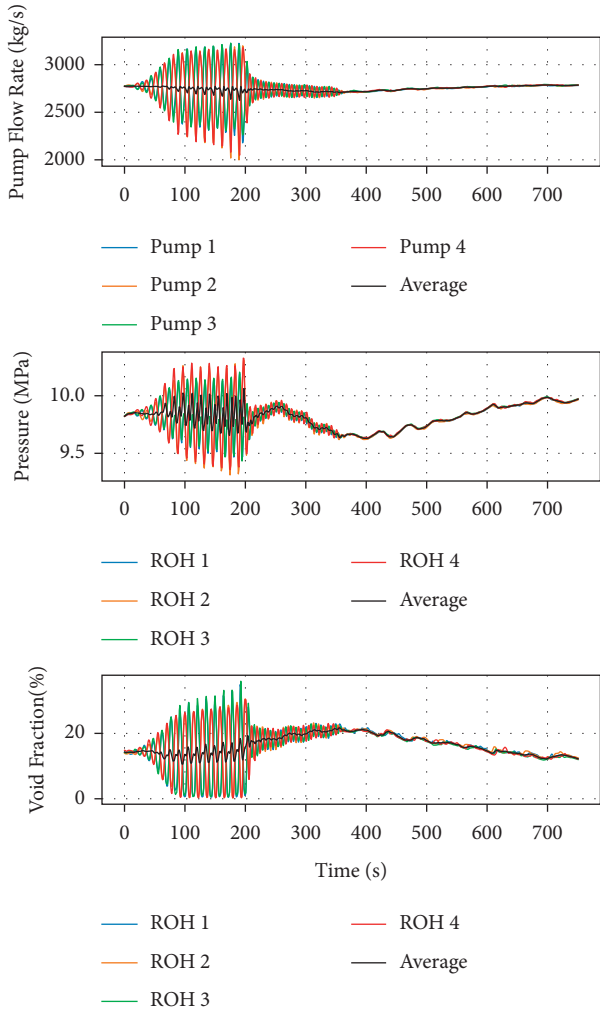 Pump Flow Rate (kg/s)
3000
2500
2000
0 100 200 300 400 500 600 700
Pump 1 Pump 4
Pump 2 Average
Pump 3
Pressure (MPa)
10.0
9.5
0 100 200 300 400 500 600 700
ROH 1 ROH 4
ROH 2 Average
ROH 3
Void Fraction(%)
20
0
0 100 200 300 400 500 600 700
Time (s)
ROH 1 ROH 4
ROH 2 Average
ROH 3